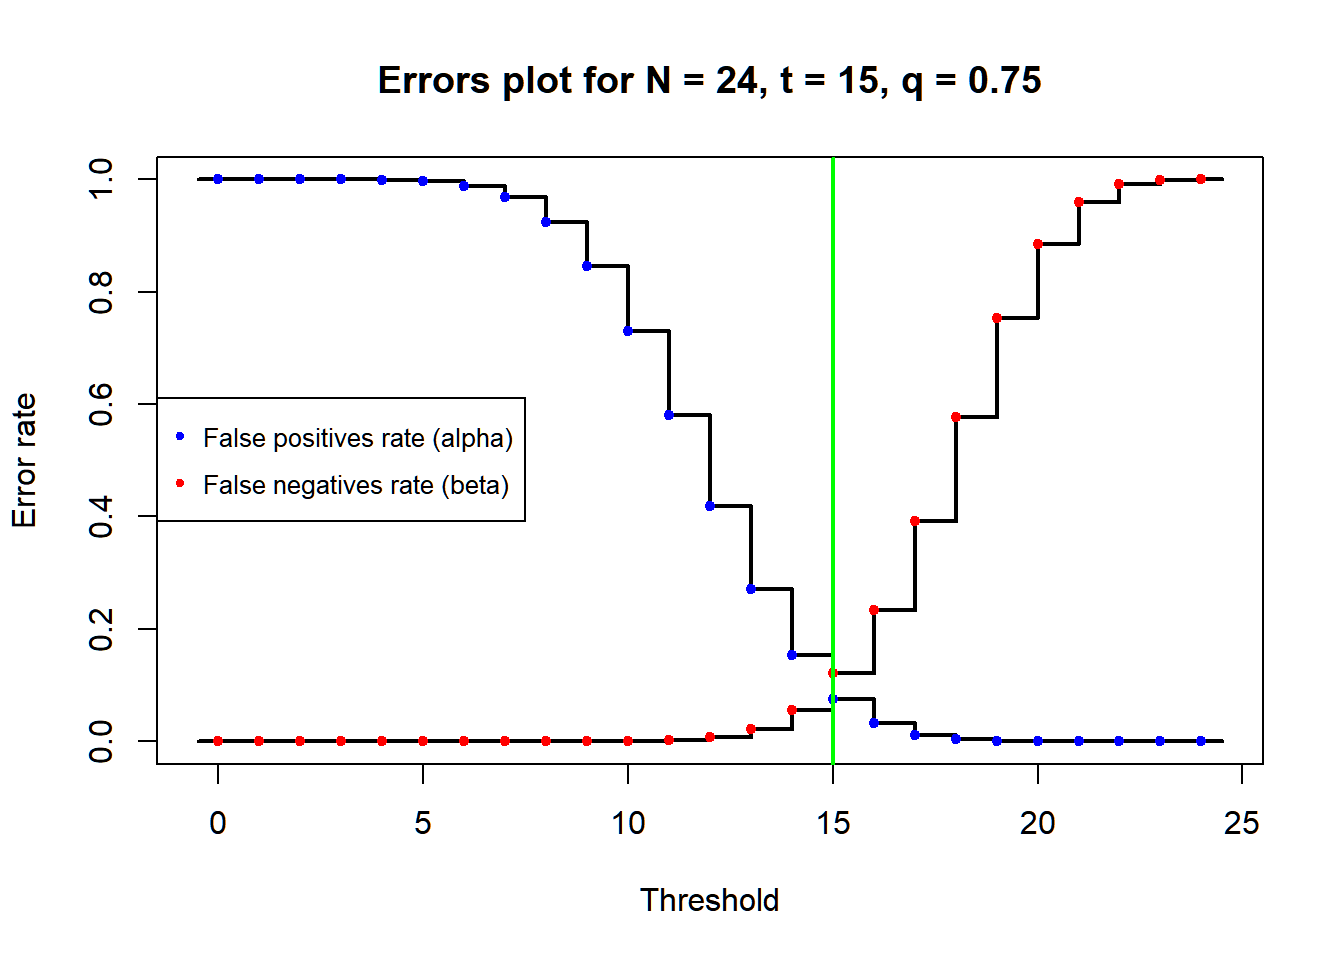 Errors plot for N = 24, t = 15, q = 0.75
1.0
0.8
0.6
0.4
0.2
0.0
Error rate
False positives rate (alpha)
False negatives rate (beta)
0 5 10 15 20 25
Threshold